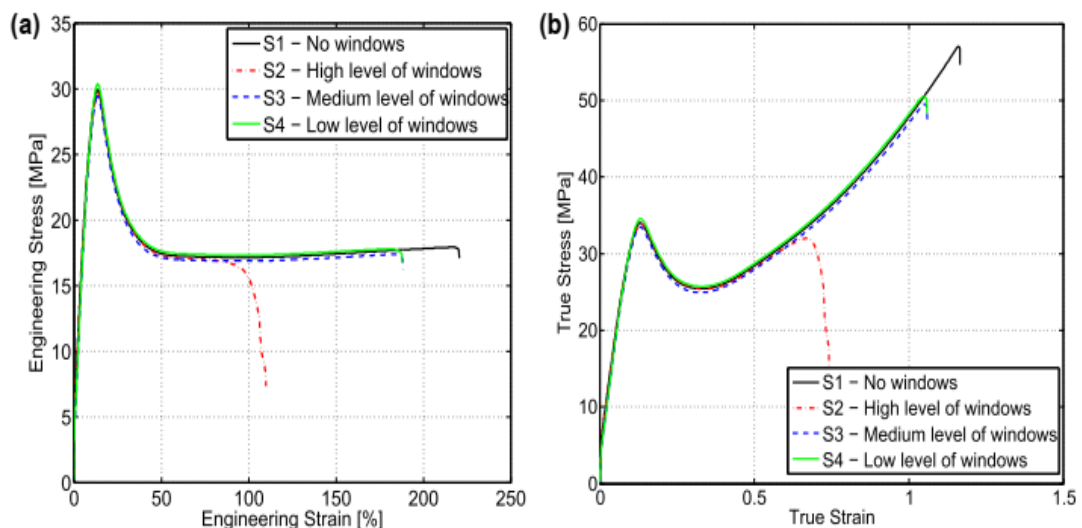 (a)
35
30
25
20
15
10
5
0
Engineering Stress [MPa]
S1 − No windows
S2 − High level of windows
S3 − Medium level of windows
S4 − Low level of windows
0 50 100 150 200 250
Engineering Strain [%]
(b)
60
50
40
30
20
10
0
True Stress [MPa]
S1 − No windows
S2 − High level of windows
S3 − Medium level of windows
S4 − Low level of windows
0 0.5 1 1.5
True Strain